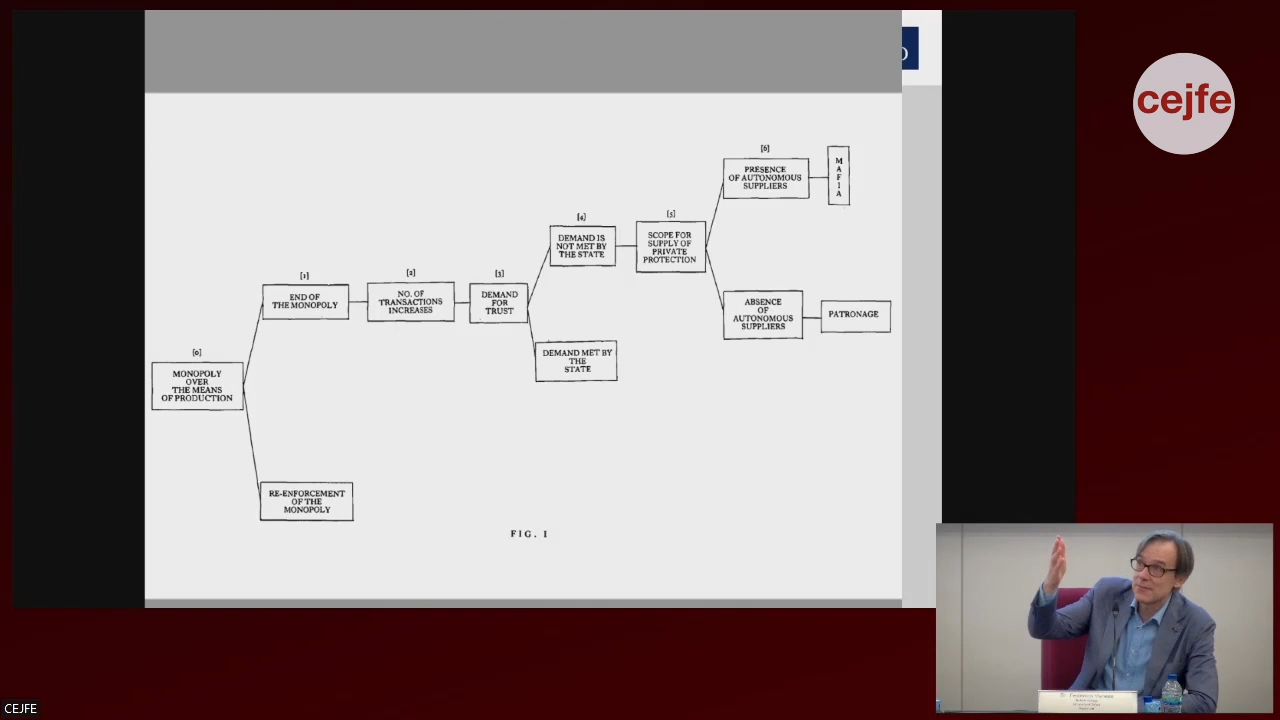 cejfe
[6]
PRESENCE
OF AUTONOMOUS
SUPPLIERS
M
A
F
I
A
[4]
DEMAND IS
NOT MET BY
THE STATE
[5]
SCOPE FOR
SUPPLY OF
PRIVATE
PROTECTION
[1]
END OF
THE MONOPOLY
[2]
NO. OF
TRANSACTIONS
INCREASES
[3]
DEMAND
FOR
TRUST
ABSENCE
OF
AUTONOMOUS
SUPPLIERS
PATRONAGE
DEMAND MET BY
THE
STATE
[0]
MONOPOLY
OVER
THE MEANS
OF PRODUCTION
RE-ENFORCEMENT
OF THE
MONOPOLY
FIG. I
CEJFE